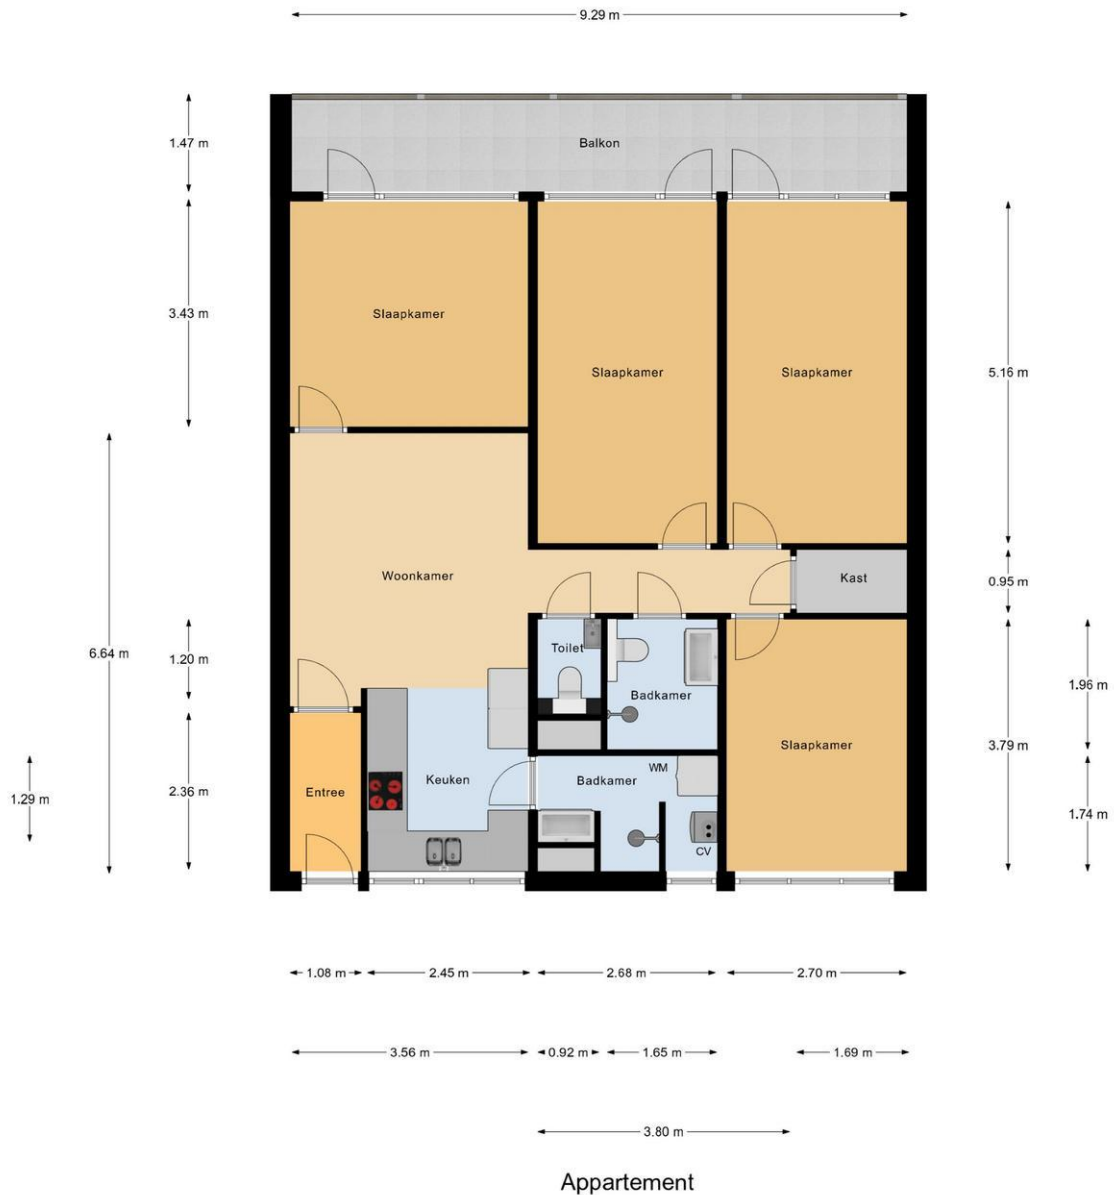 9.29 m
1.47 m
Balkon
3.43 m
Slaapkamer
Slaapkamer
Slaapkamer
5.16 m
Woonkamer
Kast
0.95 m
6.64 m
1.20 m
Toilet
Badkamer
1.96 m
Slaapkamer
3.79 m
Keuken
Badkamer
WM
1.29 m
2.36 m
Entree
1.74 m
CV
1.08 m
2.45 m
2.68 m
2.70 m
3.56 m
0.92 m
1.65 m
1.69 m
3.80 m
Appartement